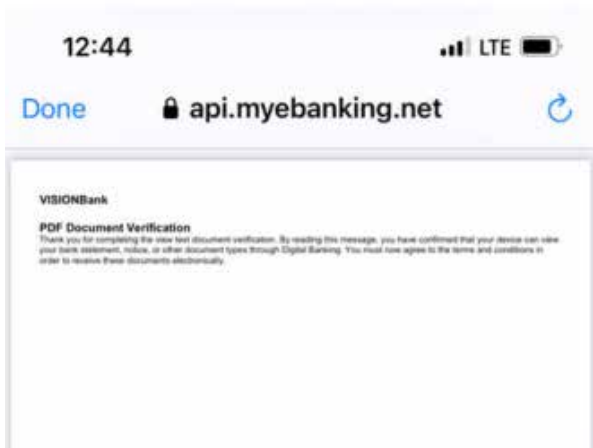 12:44 LTE
Done api.myebanking.net
VISIONBank
PDF Document Verification
Thank you for completing the view test document verification. By reading this message, you have confirmed that your device can view
your bank statement, notice, or other document types through Digital Banking. You must now agree to the terms and conditions in
order to receive these documents electronically.